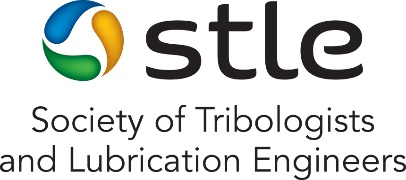 stle
Society of Tribologists
and Lubrication Engineers